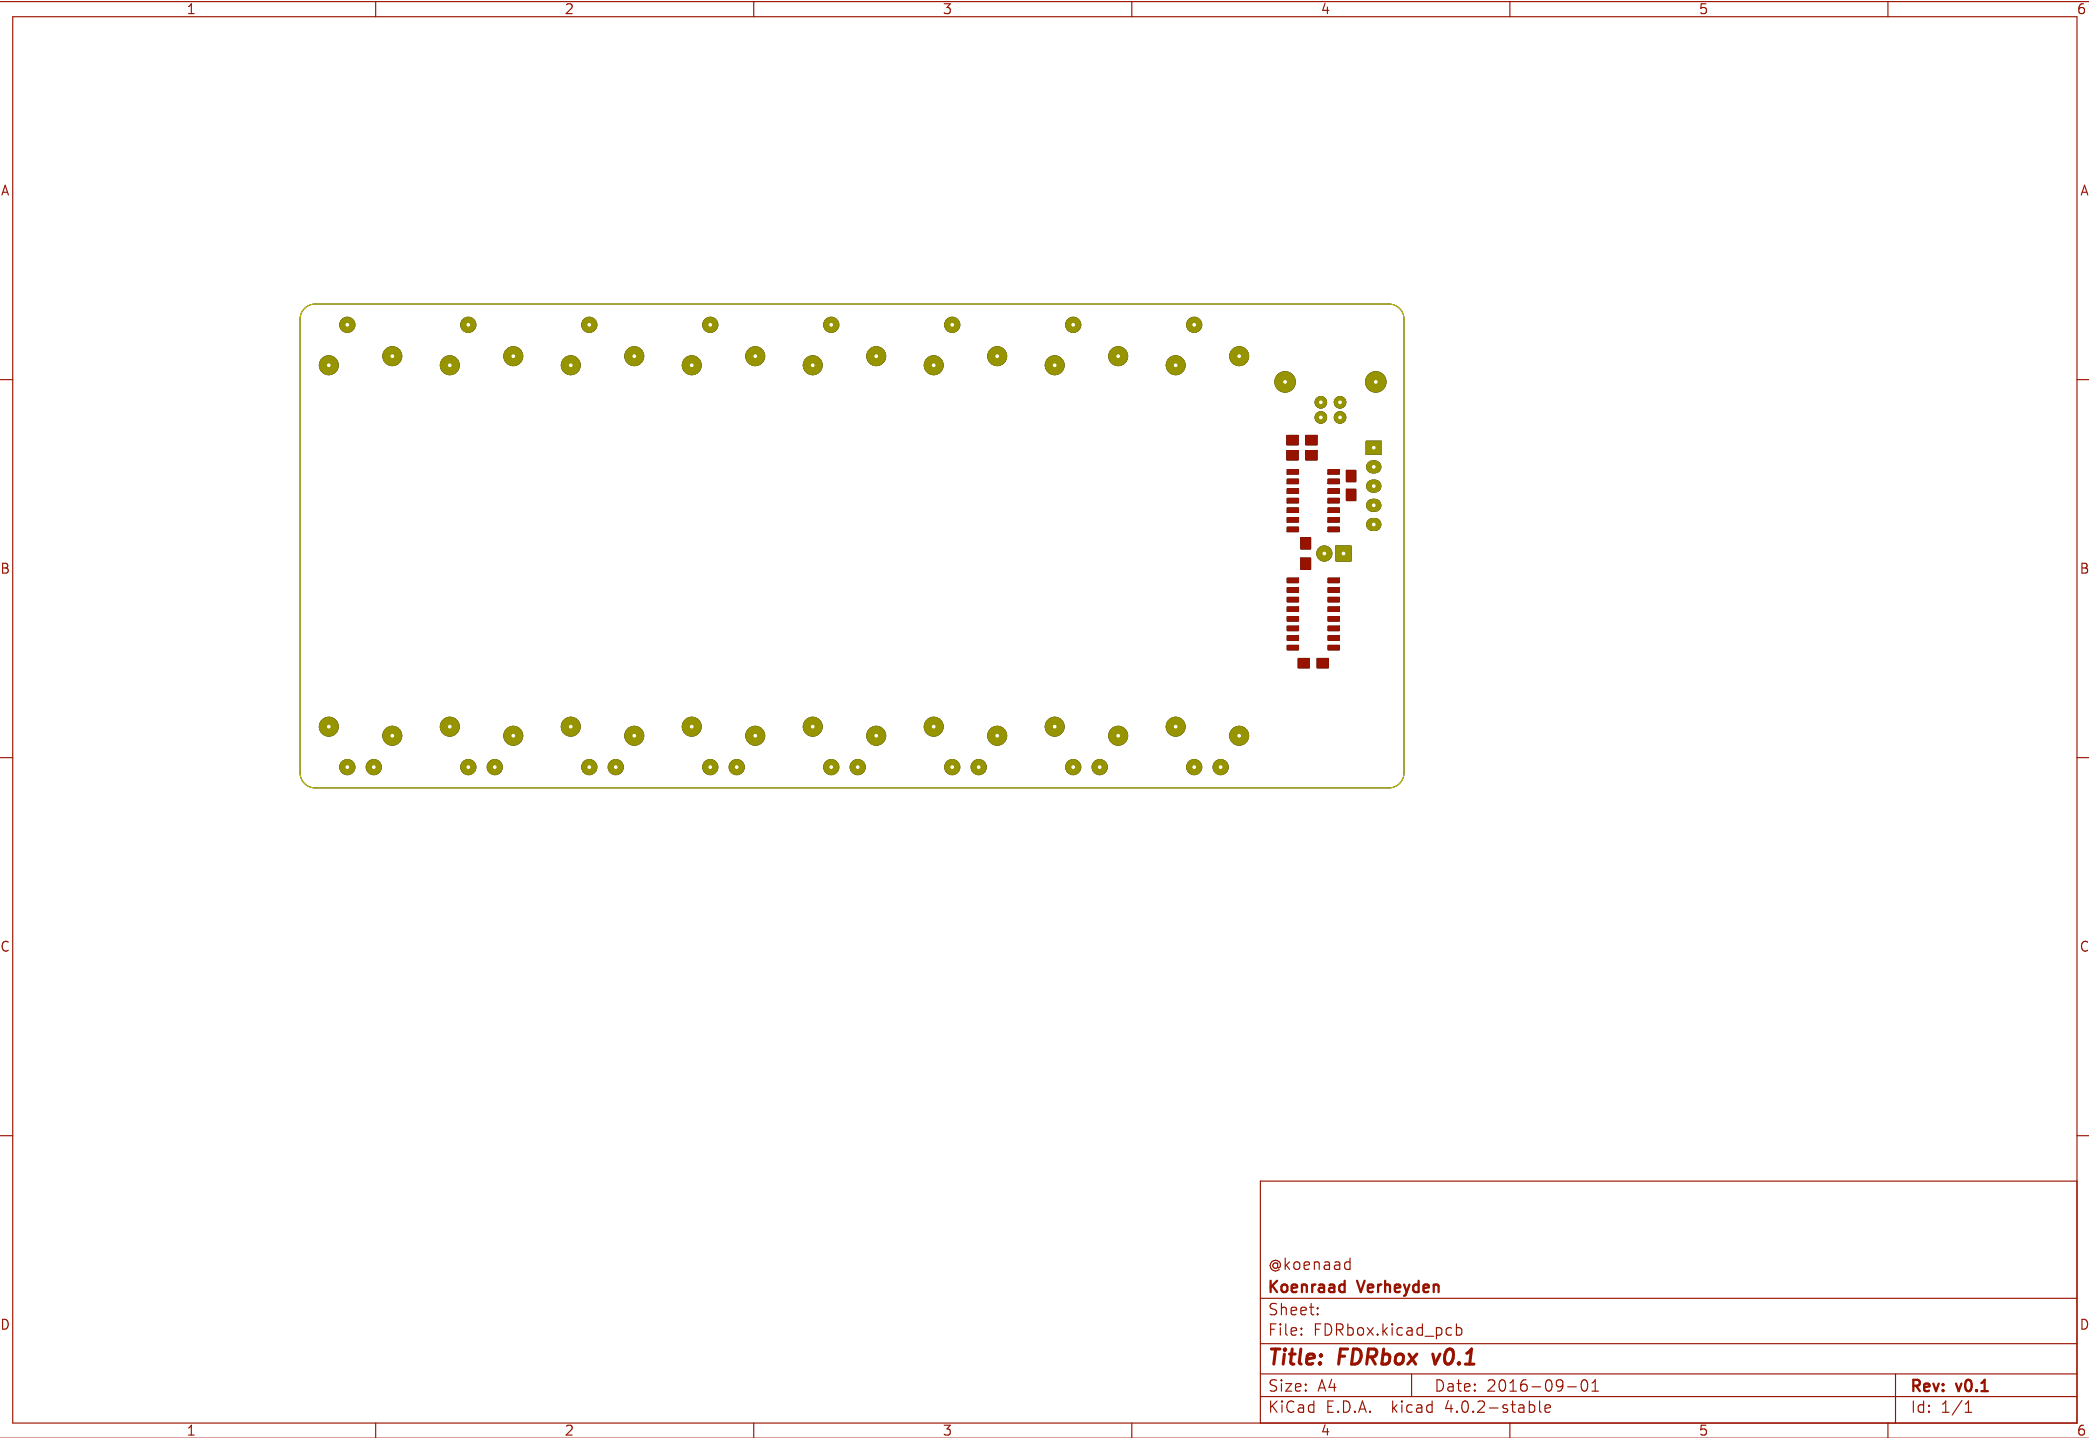 1 2 3 4 5 6
A A
B B
C C
D D
@koenaad
Koenraad Verheyden
Sheet:
File: FDRbox.kicad_pcb
Title: FDRbox v0.1
Size: A4 Date: 2016-09-01 Rev: v0.1
KiCad E.D.A. kicad 4.0.2-stable Id: 1/1
1 2 3 4 5 6